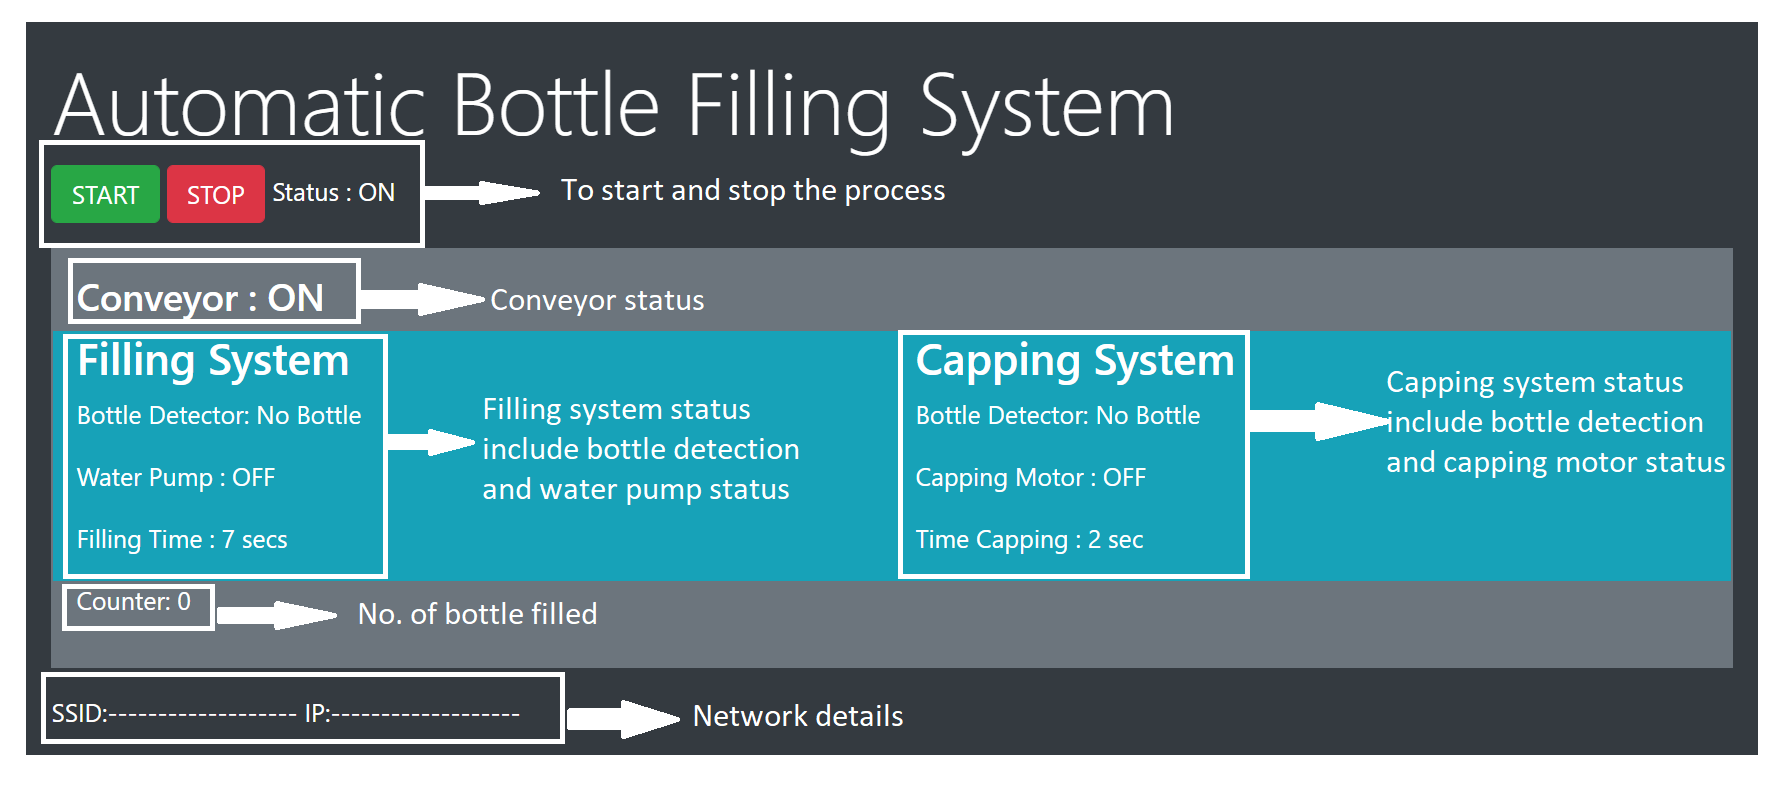 Automatic Bottle Filling System
START STOP Status : ON
To start and stop the process
Conveyor : ON
Conveyor status
Filling System
Bottle Detector: No Bottle
Water Pump : OFF
Filling Time : 7 secs
Filling system status
include bottle detection
and water pump status
Capping System
Bottle Detector: No Bottle
Capping Motor : OFF
Time Capping : 2 sec
Capping system status
include bottle detection
and capping motor status
Counter: 0
No. of bottle filled
SSID:------------------- IP:-------------------
Network details